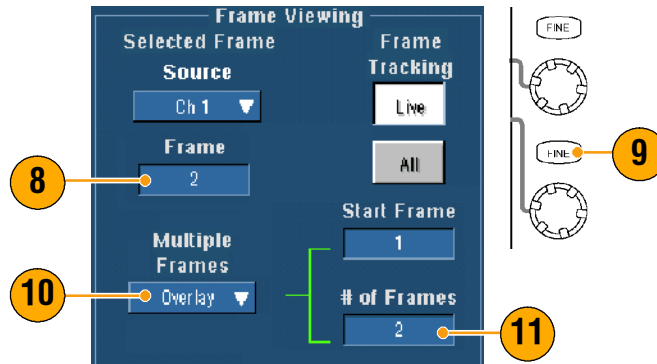 Frame Viewing
Selected Frame
Source
Ch 1
Frame
2
Multiple
Frames
Overlay
Frame
Tracking
Live
All
Start Frame
1
# of Frames
2
FINE
FINE
8
9
10
11